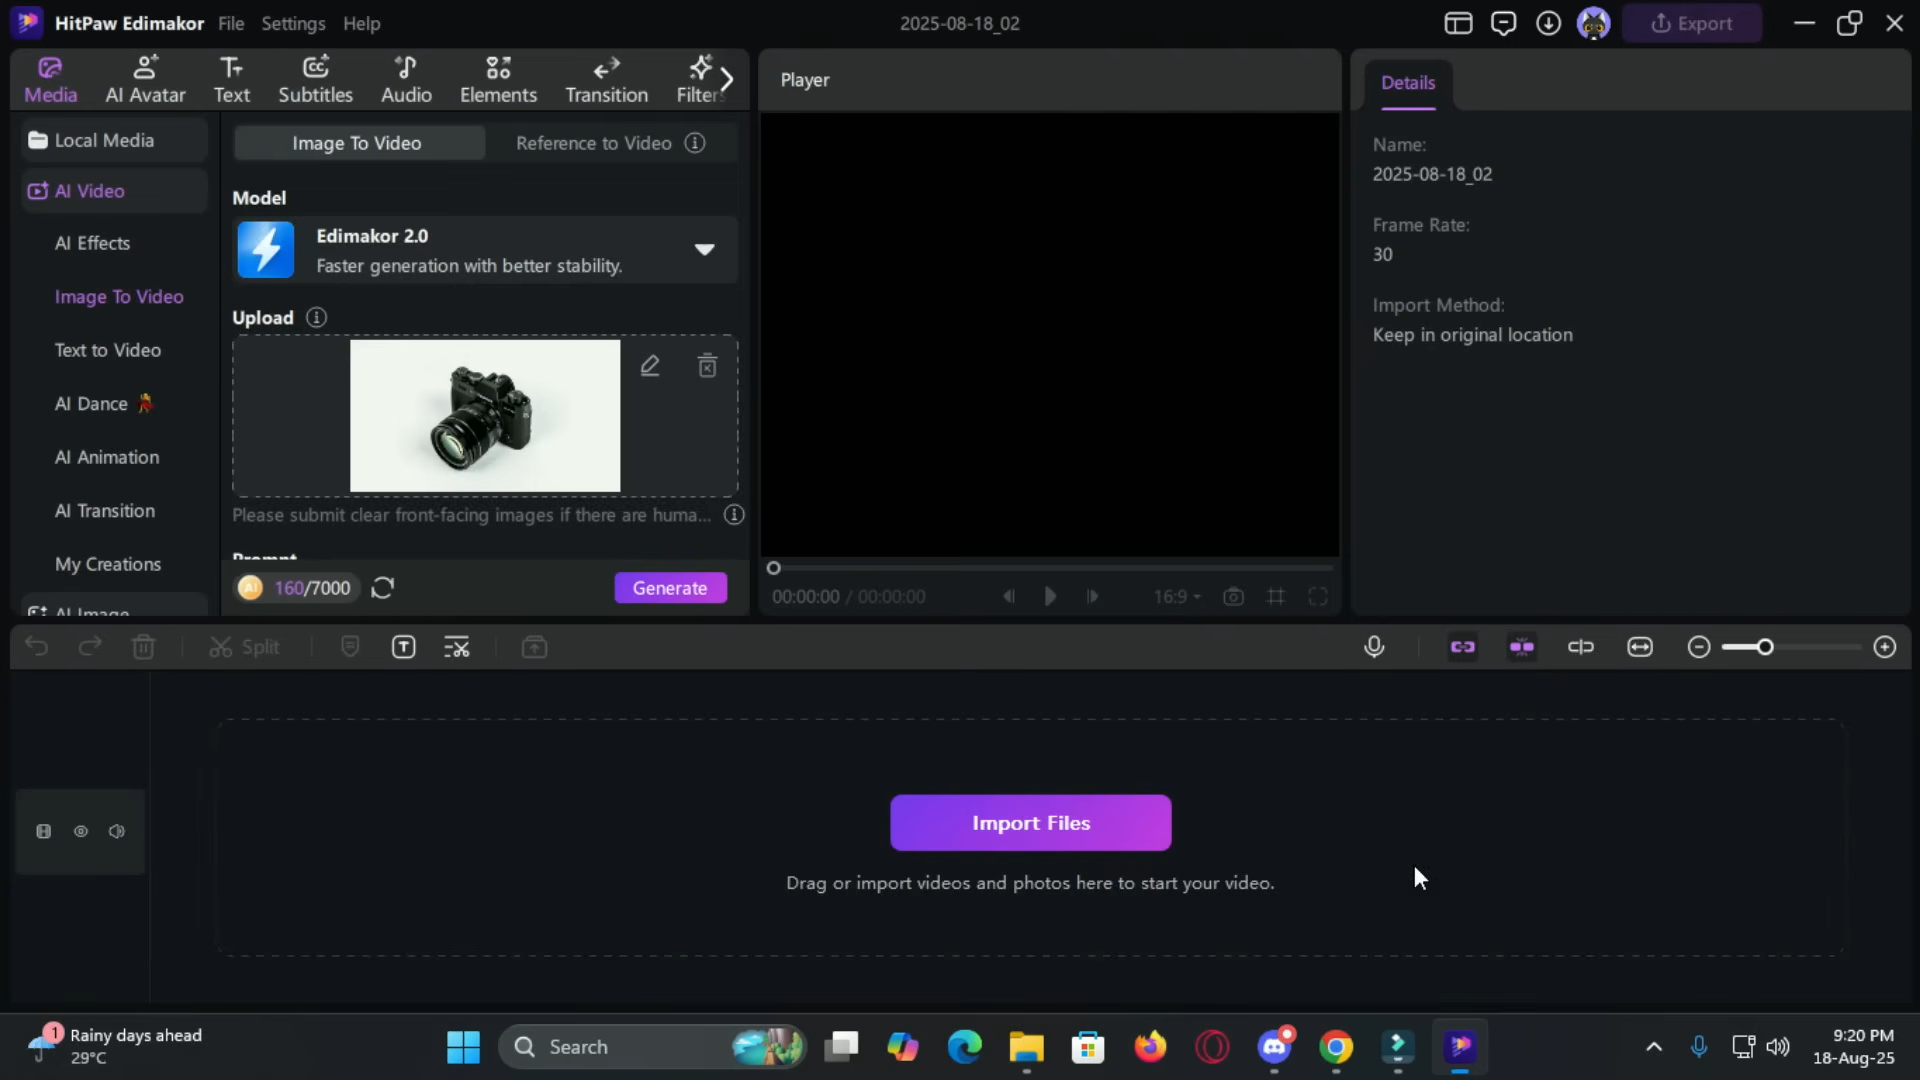 HitPaw Edimakor File Settings Help
2025-08-18_02
Export
Media
AI Avatar
Text
Subtitles
Audio
Elements
Transition
Filter
Local Media
AI Video
AI Effects
Image To Video
Text to Video
AI Dance
AI Animation
AI Transition
My Creations
AI Image
Image To Video
Reference to Video
Model
Edimakor 2.0
Faster generation with better stability.
Upload
Please submit clear front-facing images if there are huma...
Prompt
AI 160/7000
Generate
Player
00:00:00 / 00:00:00
16:9
Details
Name:
2025-08-18_02
Frame Rate:
30
Import Method:
Keep in original location
Split
Import Files
Drag or import videos and photos here to start your video.
1
Rainy days ahead
29°C
Search
9:20 PM
18-Aug-25